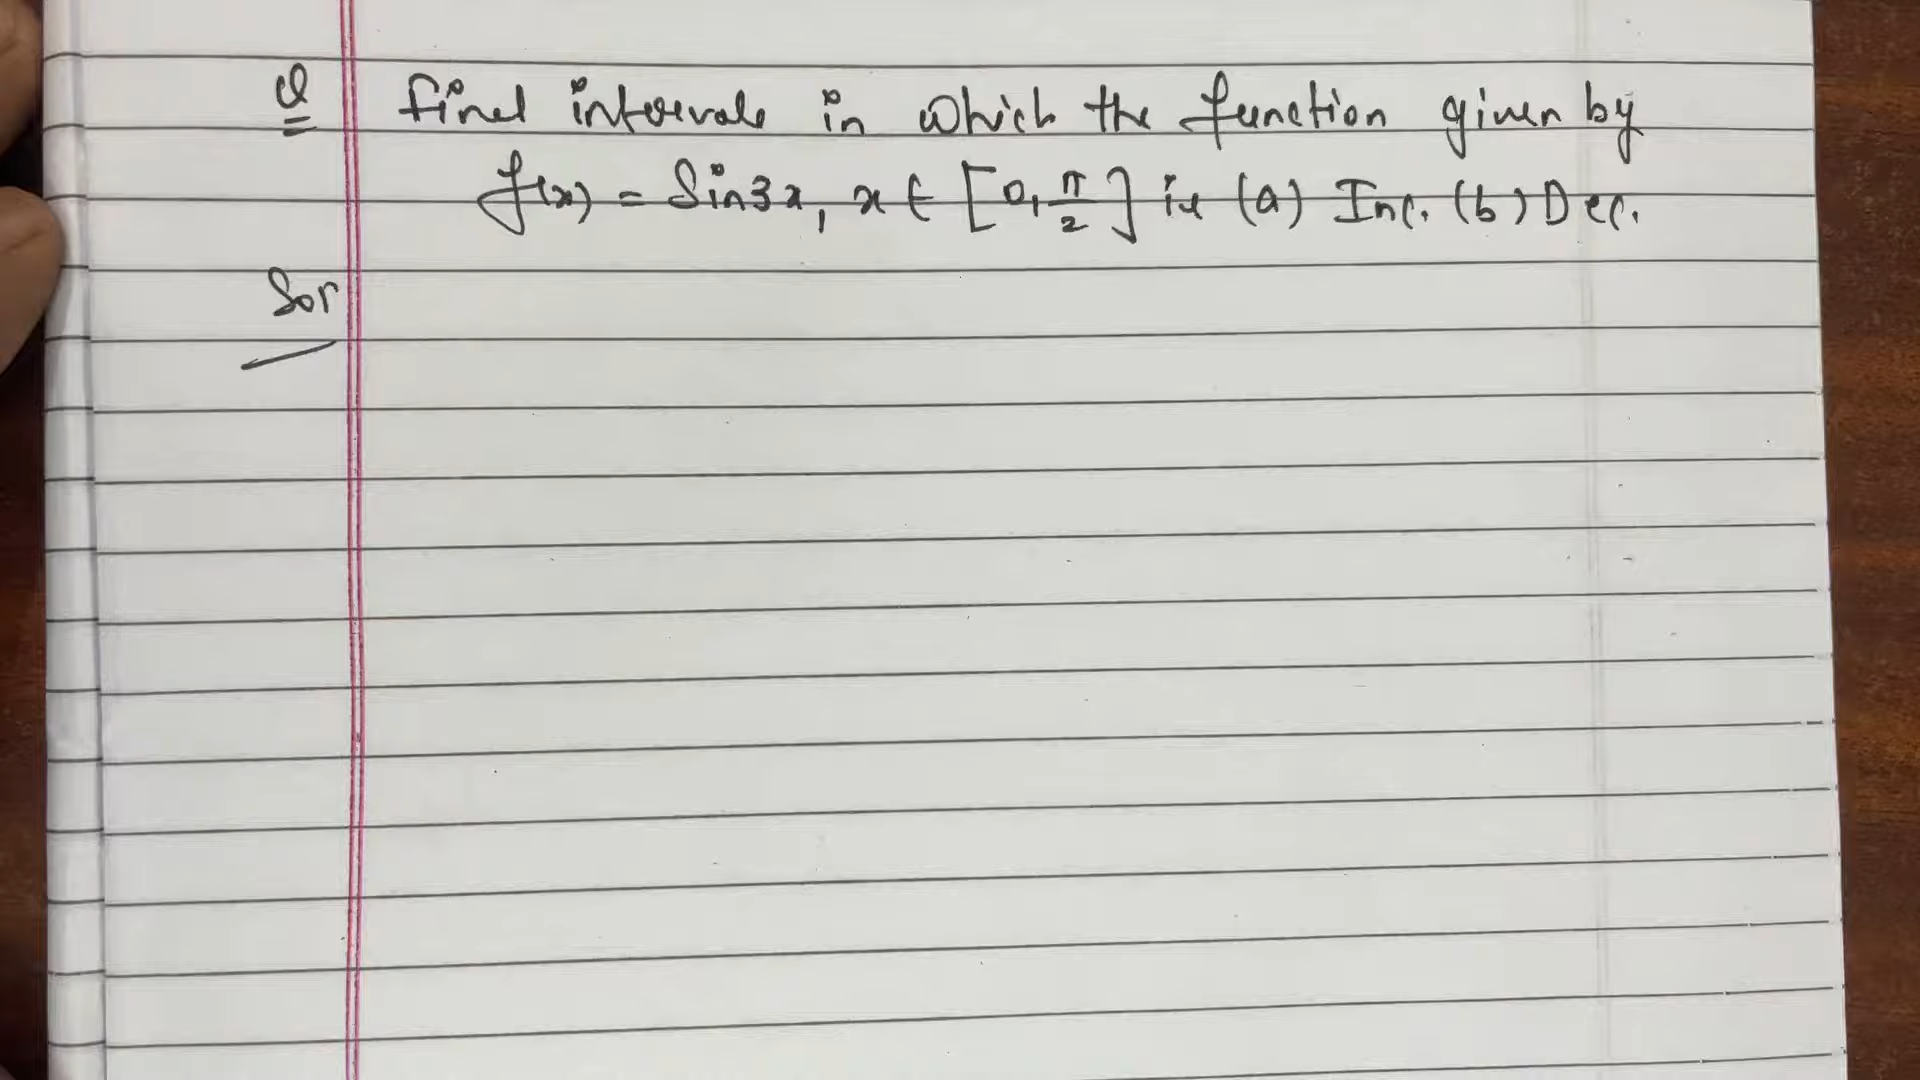 Q Find intervals in which the function given by
f(x) = Sin3x, x ∈ [0, π/2] is (a) Inc. (b) Dec.
Sol